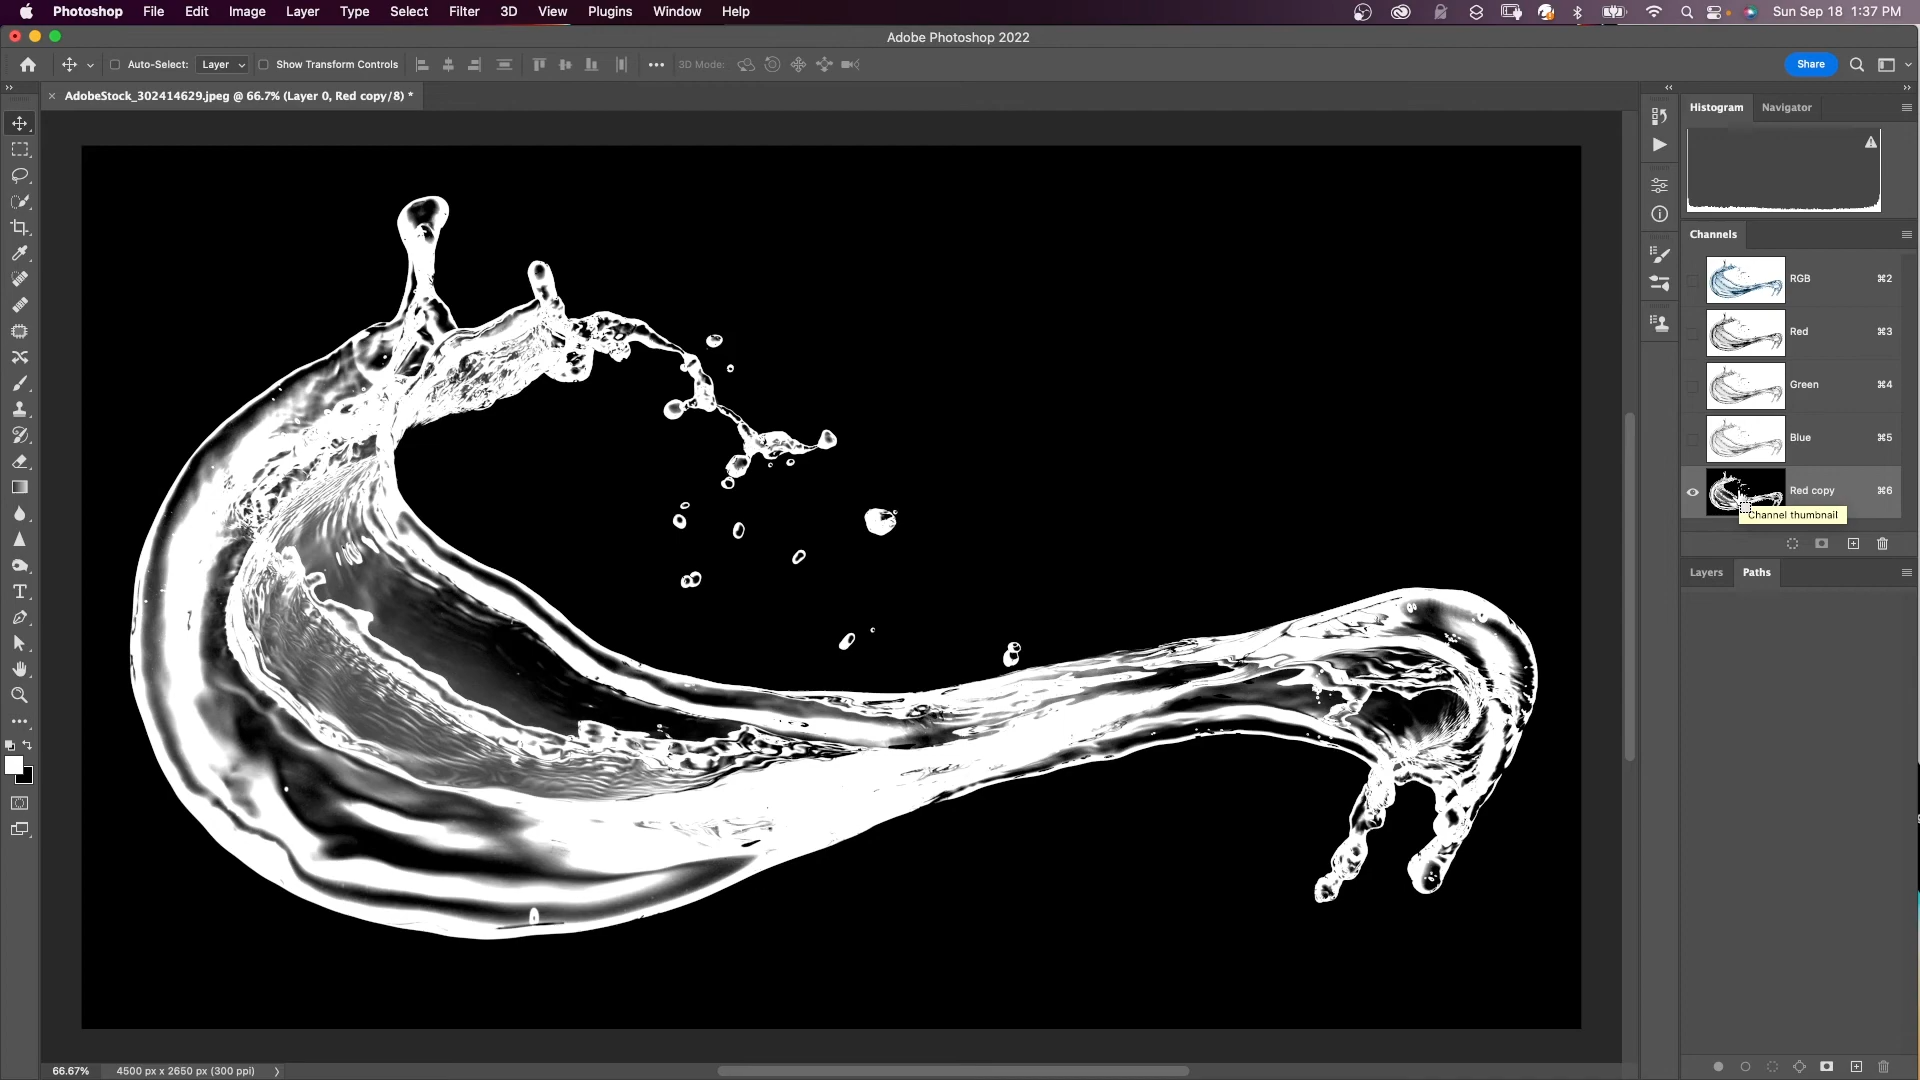 Photoshop File Edit Image Layer Type Select Filter 3D View Plugins Window Help Sun Sep 18 1:37 PM
Adobe Photoshop 2022
Auto-Select: Layer Show Transform Controls 3D Mode: Share
AdobeStock_302414629.jpeg @ 66.7% (Layer 0, Red copy/8) *
Histogram Navigator
Channels
RGB ⌘2
Red ⌘3
Green ⌘4
Blue ⌘5
Red copy ⌘6
Channel thumbnail
Layers Paths
66.67% 4500 px x 2650 px (300 ppi)